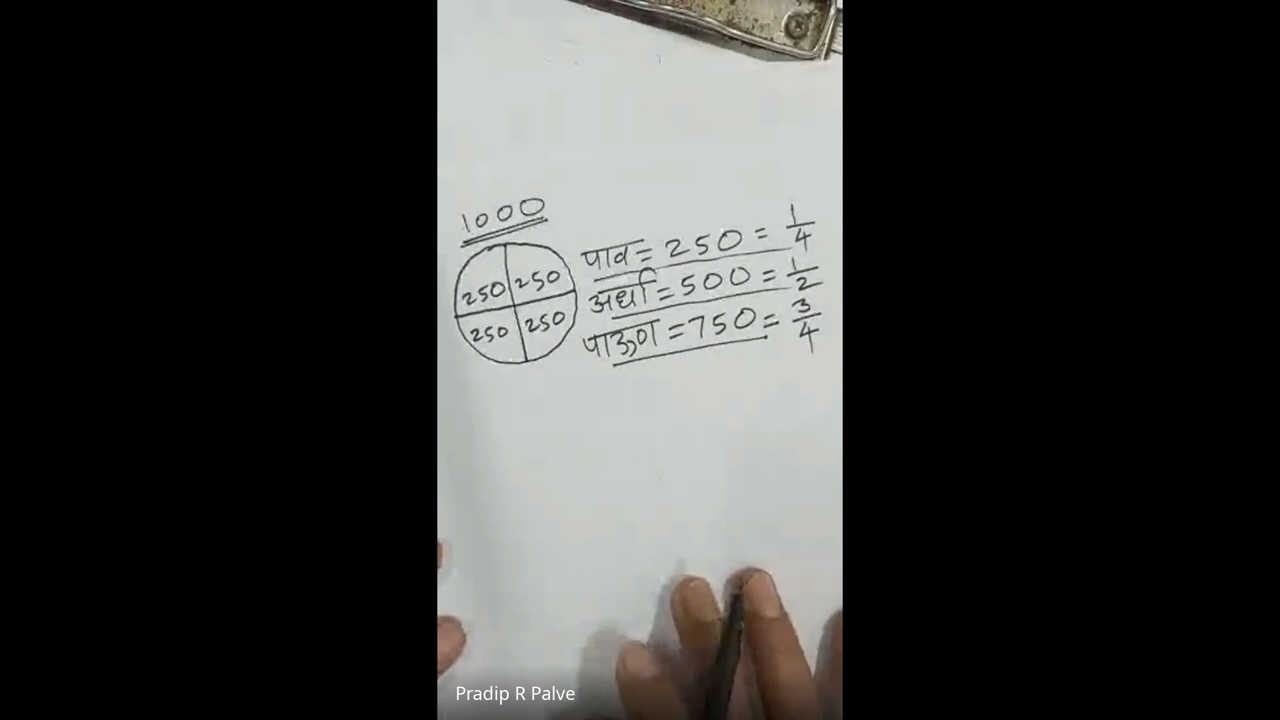 1000
250 250
250 250
पाव = 250 = 1/4
अर्धा = 500 = 1/2
पाऊण = 750 = 3/4
Pradip R Palve